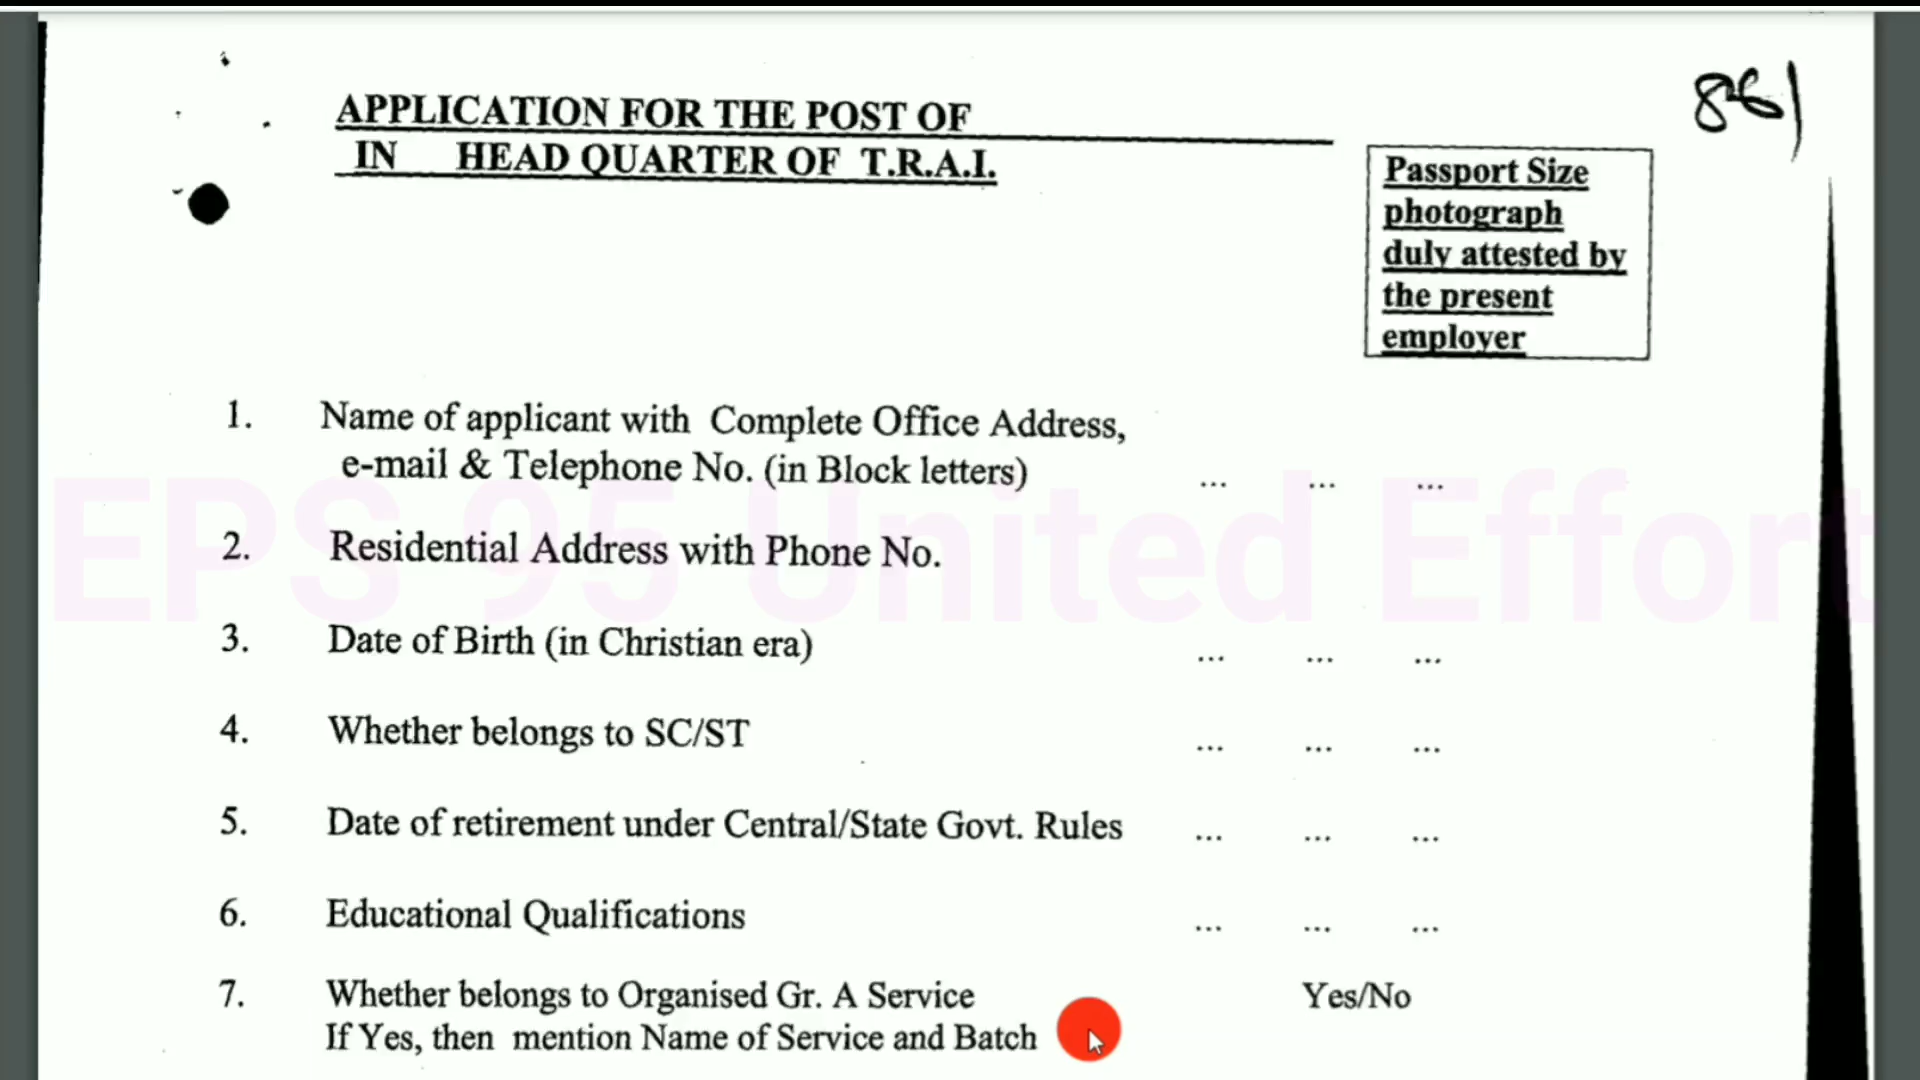 APPLICATION FOR THE POST OF
IN HEAD QUARTER OF T.R.A.I.
Passport Size
photograph
duly attested by
the present
employer
1. Name of applicant with Complete Office Address,
e-mail & Telephone No. (in Block letters) ... ... ...
2. Residential Address with Phone No.
3. Date of Birth (in Christian era) ... ... ...
4. Whether belongs to SC/ST ... ... ...
5. Date of retirement under Central/State Govt. Rules ... ... ...
6. Educational Qualifications ... ... ...
7. Whether belongs to Organised Gr. A Service Yes/No
If Yes, then mention Name of Service and Batch
EPS 95 United Effort